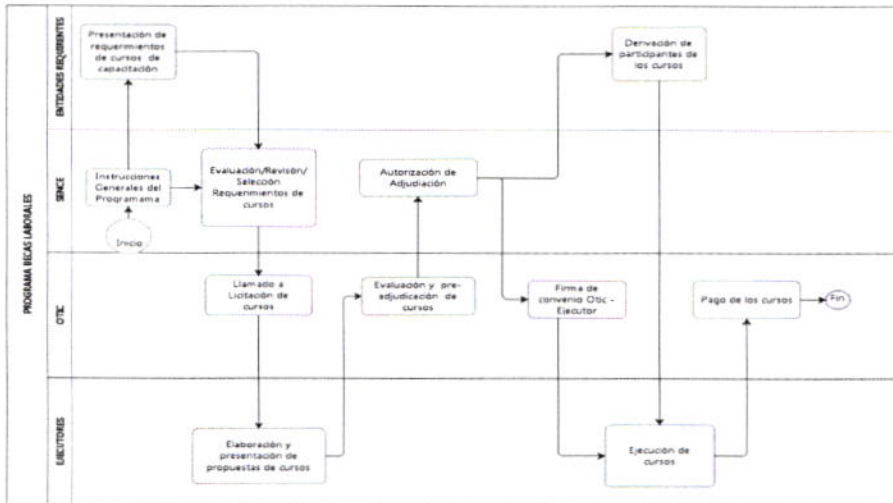 PROGRAMA BECAS LABORALES
ENTIDADES REQUIRENTES
Presentación de
requerimientos
de cursos de
capacitación
Derivación de
participantes de
los cursos
SENCE
Instrucciones
Generales del
Programama
Inicio
Evaluación/Revisón/
Selección
Requerimientos de
cursos
Autorización de
Adjudiación
OTIC
Llamado a
Licitación de
cursos
Evaluación y pre-
adjudicación de
cursos
Firma de
convenio Otic -
Ejecutor
Pago de los cursos
Fin
EJECUTORES
Elaboración y
presentación de
propuestas de cursos
Ejecución de
cursos